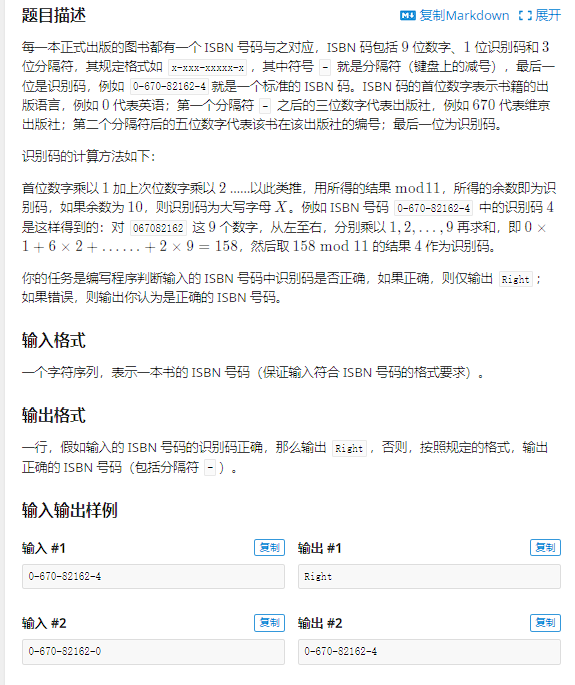 题目描述 复制Markdown 展开
每一本正式出版的图书都有一个 ISBN 号码与之对应，ISBN 码包括 9 位数字、1 位识别码和 3
位分隔符，其规定格式如 x-xxx-xxxxx-x，其中符号 - 就是分隔符（键盘上的减号），最后一
位是识别码，例如 0-670-82162-4 就是一个标准的 ISBN 码。ISBN 码的首位数字表示书籍的出
版语言，例如 0 代表英语；第一个分隔符 - 之后的三位数字代表出版社，例如 670 代表维京
出版社；第二个分隔符后的五位数字代表该书在该出版社的编号；最后一位为识别码。
识别码的计算方法如下：
首位数字乘以 1 加上次位数字乘以 2 ......以此类推，用所得的结果 mod11，所得的余数即为识
别码，如果余数为 10，则识别码为大写字母 X。例如 ISBN 号码 0-670-82162-4 中的识别码 4
是这样得到的：对 067082162 这 9 个数字，从左至右，分别乘以 1, 2, . . . , 9 再求和，即 0 ×
1 + 6 × 2 + . . . . . . + 2 × 9 = 158，然后取 158 mod 11 的结果 4 作为识别码。
你的任务是编写程序判断输入的 ISBN 号码中识别码是否正确，如果正确，则仅输出 Right；
如果错误，则输出你认为是正确的 ISBN 号码。
输入格式
一个字符序列，表示一本书的 ISBN 号码（保证输入符合 ISBN 号码的格式要求）。
输出格式
一行，假如输入的 ISBN 号码的识别码正确，那么输出 Right，否则，按照规定的格式，输出
正确的 ISBN 号码（包括分隔符 -）。
输入输出样例
输入 #1 复制 输出 #1 复制
0-670-82162-4 Right
输入 #2 复制 输出 #2 复制
0-670-82162-0 0-670-82162-4